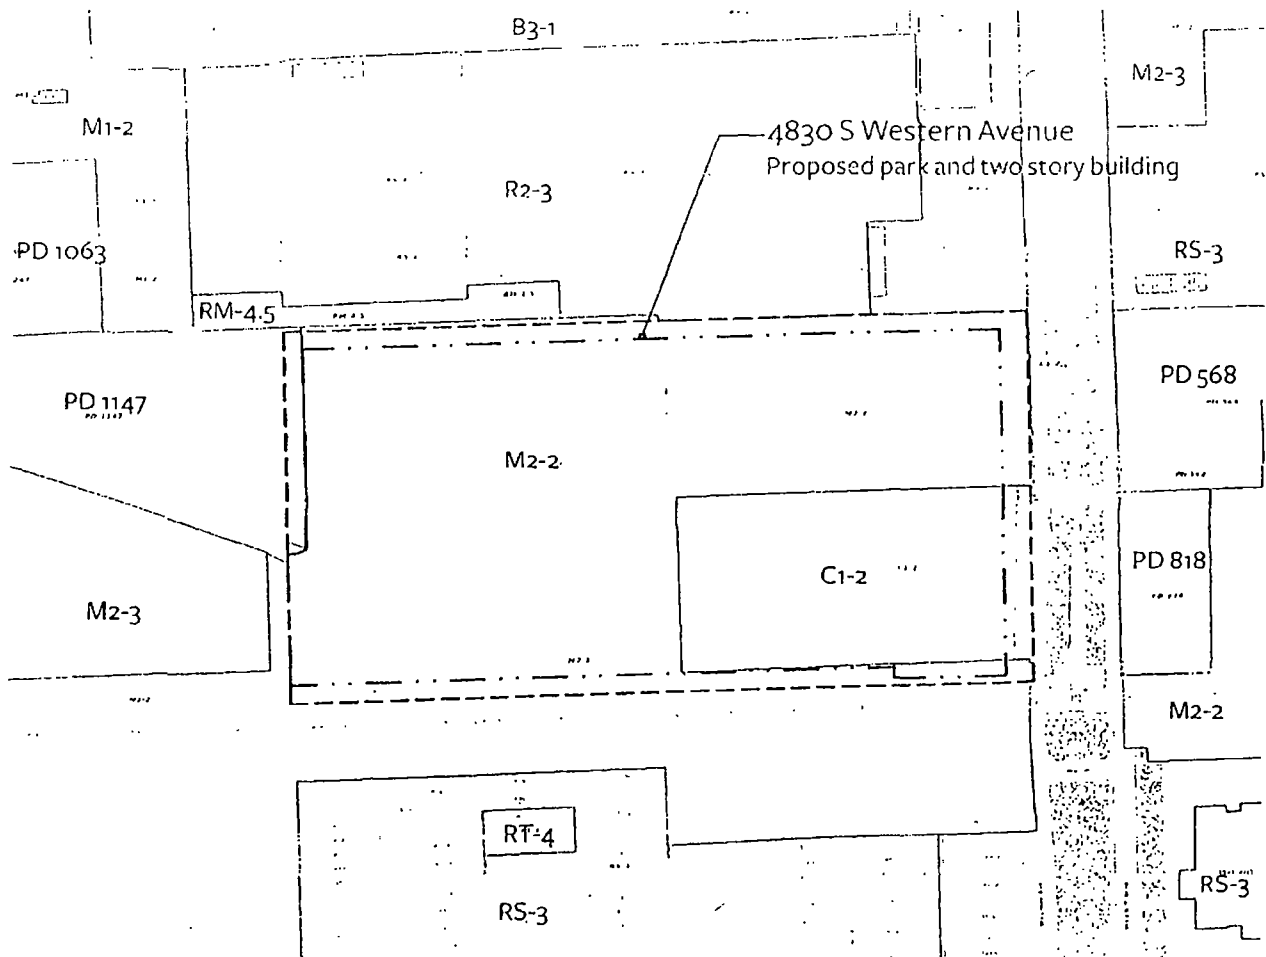 B3-1
M2-3
M1-2
4830 S Western Avenue
Proposed park and two story building
R2-3
PD 1063
RS-3
RM-4.5
PD 1147
PD 1147
PD 568
M2-2
C1-2
PD 818
M2-3
M2-2
RT-4
RS-3
RS-3